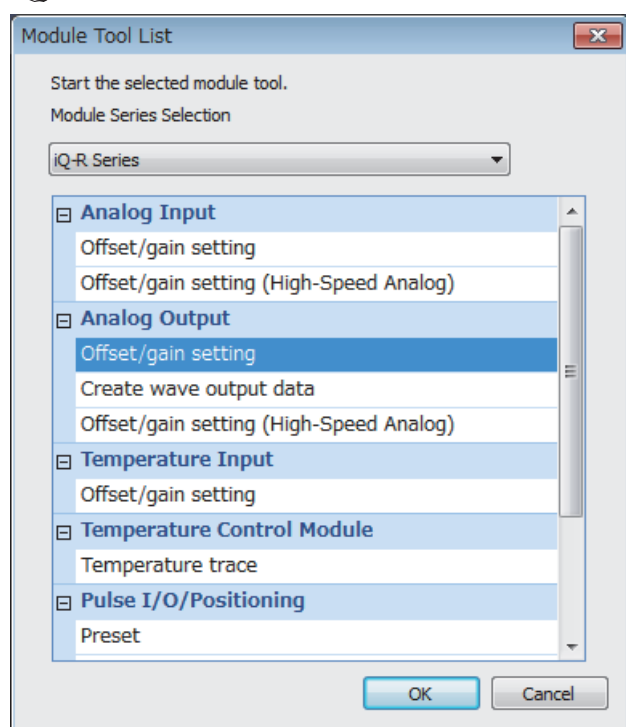 Module Tool List
Start the selected module tool.
Module Series Selection
iQ-R Series
Analog Input
Offset/gain setting
Offset/gain setting (High-Speed Analog)
Analog Output
Offset/gain setting
Create wave output data
Offset/gain setting (High-Speed Analog)
Temperature Input
Offset/gain setting
Temperature Control Module
Temperature trace
Pulse I/O/Positioning
Preset
OK Cancel